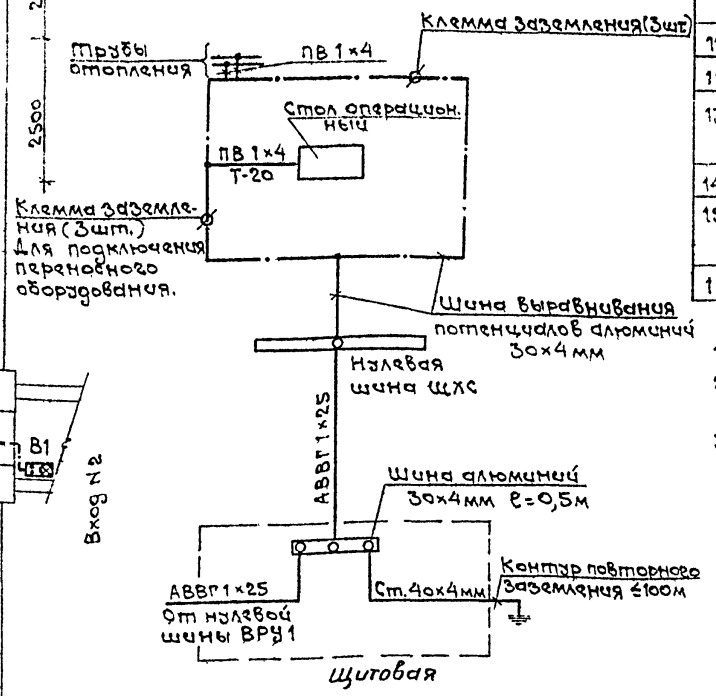 Клемма заземления(3шт)
Трубы
отопления
ПВ 1×4
2500
Стол операцион.
ный
ПВ 1×4
Т-20
Клемма заземле-
ния (3шт.)
Для подключения
переносного
оборудования.
Шина выравнивания
потенциалов алюминий
30×4 мм
Нулевая
шина ЩХС
АВВГ 1×25
В1
Вход N2
Шина алюминий
30×4мм ℓ=0,5м
Контур повторного
АВВГ 1×25
Ст. 40×4мм
От нулевой
шины ВРУ1
Щитовая
14